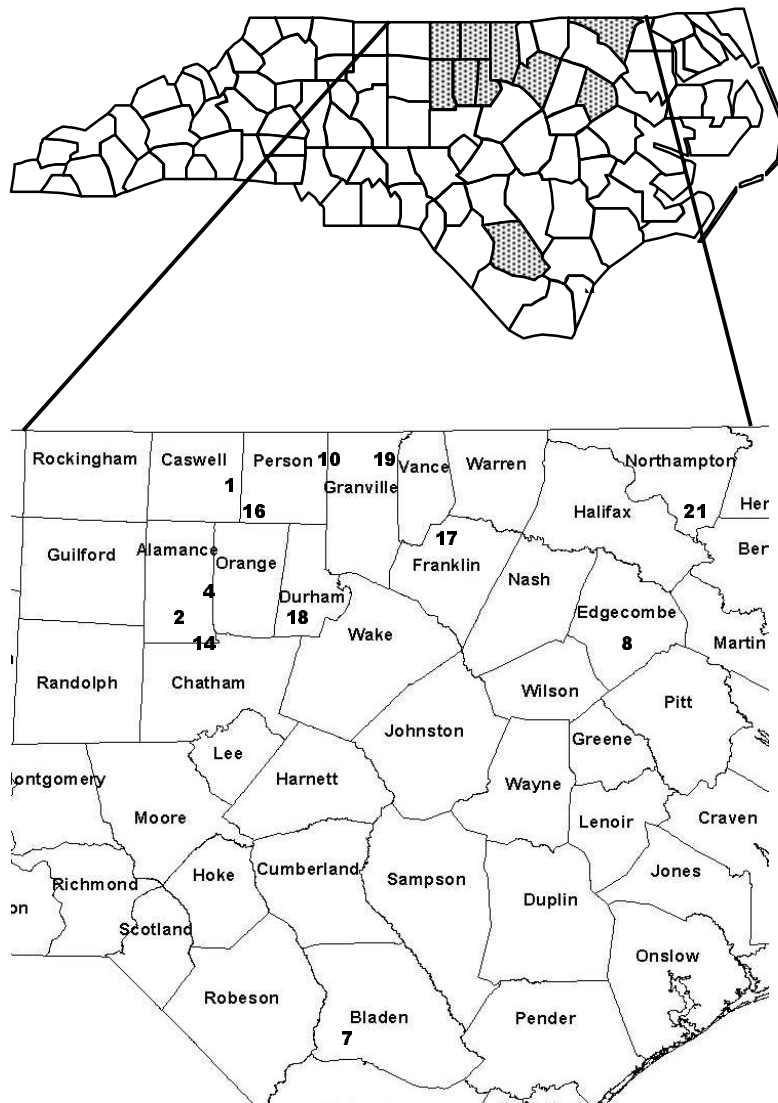 Rockingham Caswell Person 10 19 Vance Warren Northampton
1 Granville
16 21 Her
17 Halifax
Guilford Alamance Orange Franklin Nash Ber
4 Durham Edgecombe
2 18 Wake 8 Martin
14
Randolph Chatham Wilson Pitt
Johnston Greene
Lee
ontgomery Harnett Wayne
Moore Lenoir Craven
Hoke Cumberland Sampson Jones
Richmond Duplin
on Scotland
Onslow
Robeson Bladen Pender
7